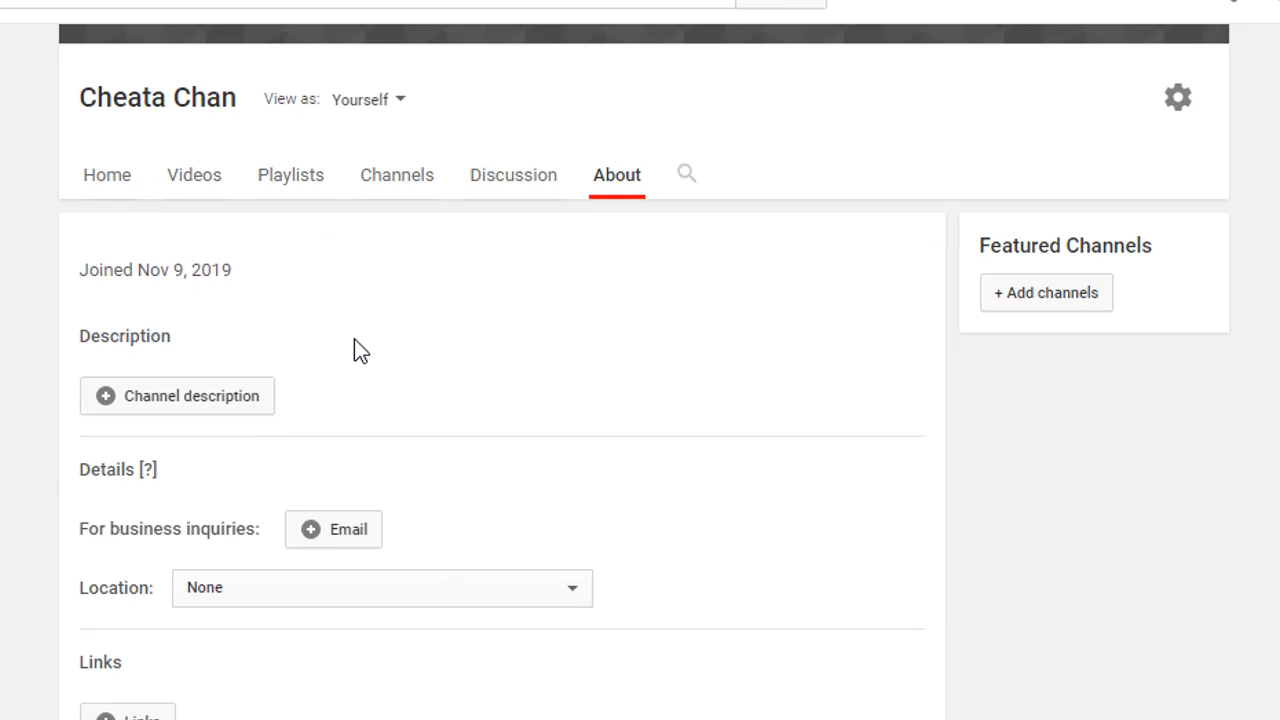 Cheata Chan View as: Yourself
Home Videos Playlists Channels Discussion About
Joined Nov 9, 2019
Featured Channels
+ Add channels
Description
Channel description
Details [?]
For business inquiries: Email
Location: None
Links
Links